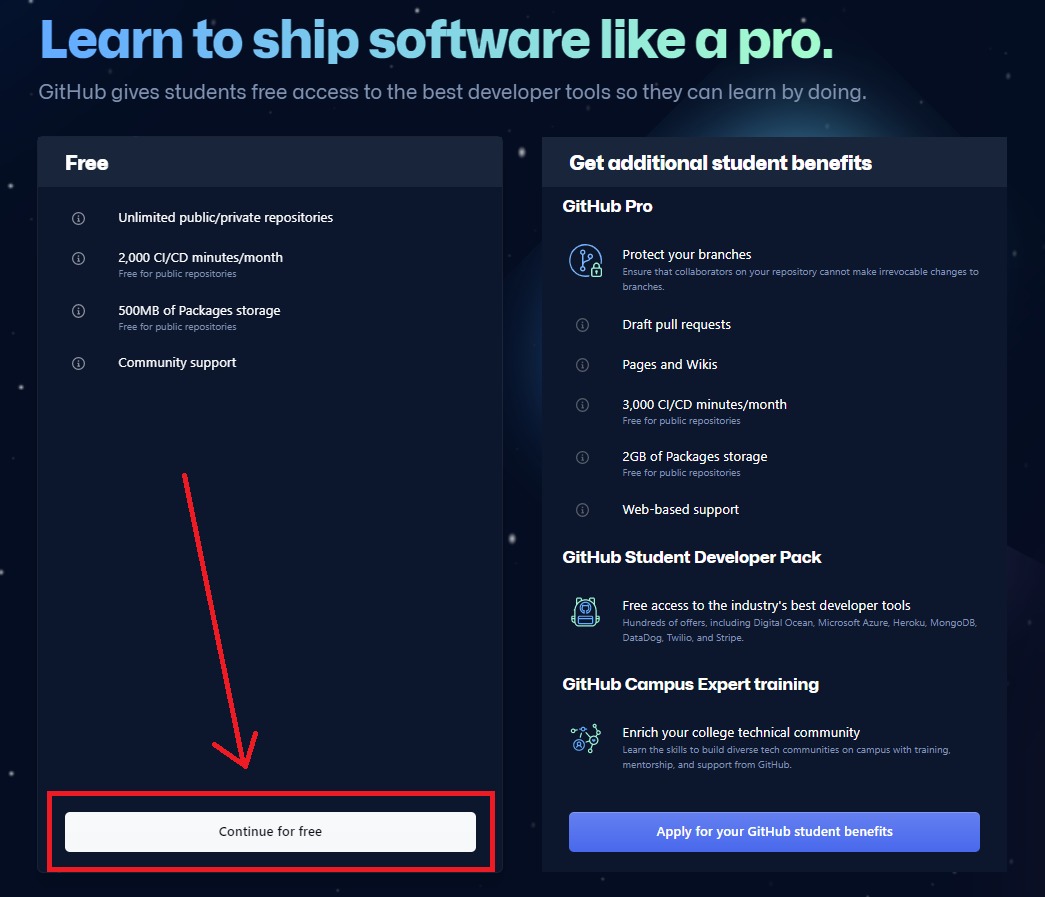 Learn to ship software like a pro.
GitHub gives students free access to the best developer tools so they can learn by doing.
Free
Unlimited public/private repositories
2,000 CI/CD minutes/month
Free for public repositories
500MB of Packages storage
Free for public repositories
Community support
Continue for free
Get additional student benefits
GitHub Pro
Protect your branches
Ensure that collaborators on your repository cannot make irrevocable changes to
branches.
Draft pull requests
Pages and Wikis
3,000 CI/CD minutes/month
Free for public repositories
2GB of Packages storage
Free for public repositories
Web-based support
GitHub Student Developer Pack
Free access to the industry's best developer tools
Hundreds of offers, including Digital Ocean, Microsoft Azure, Heroku, MongoDB,
DataDog, Twilio, and Stripe.
GitHub Campus Expert training
Enrich your college technical community
Learn the skills to build diverse tech communities on campus with training,
mentorship, and support from GitHub.
Apply for your GitHub student benefits